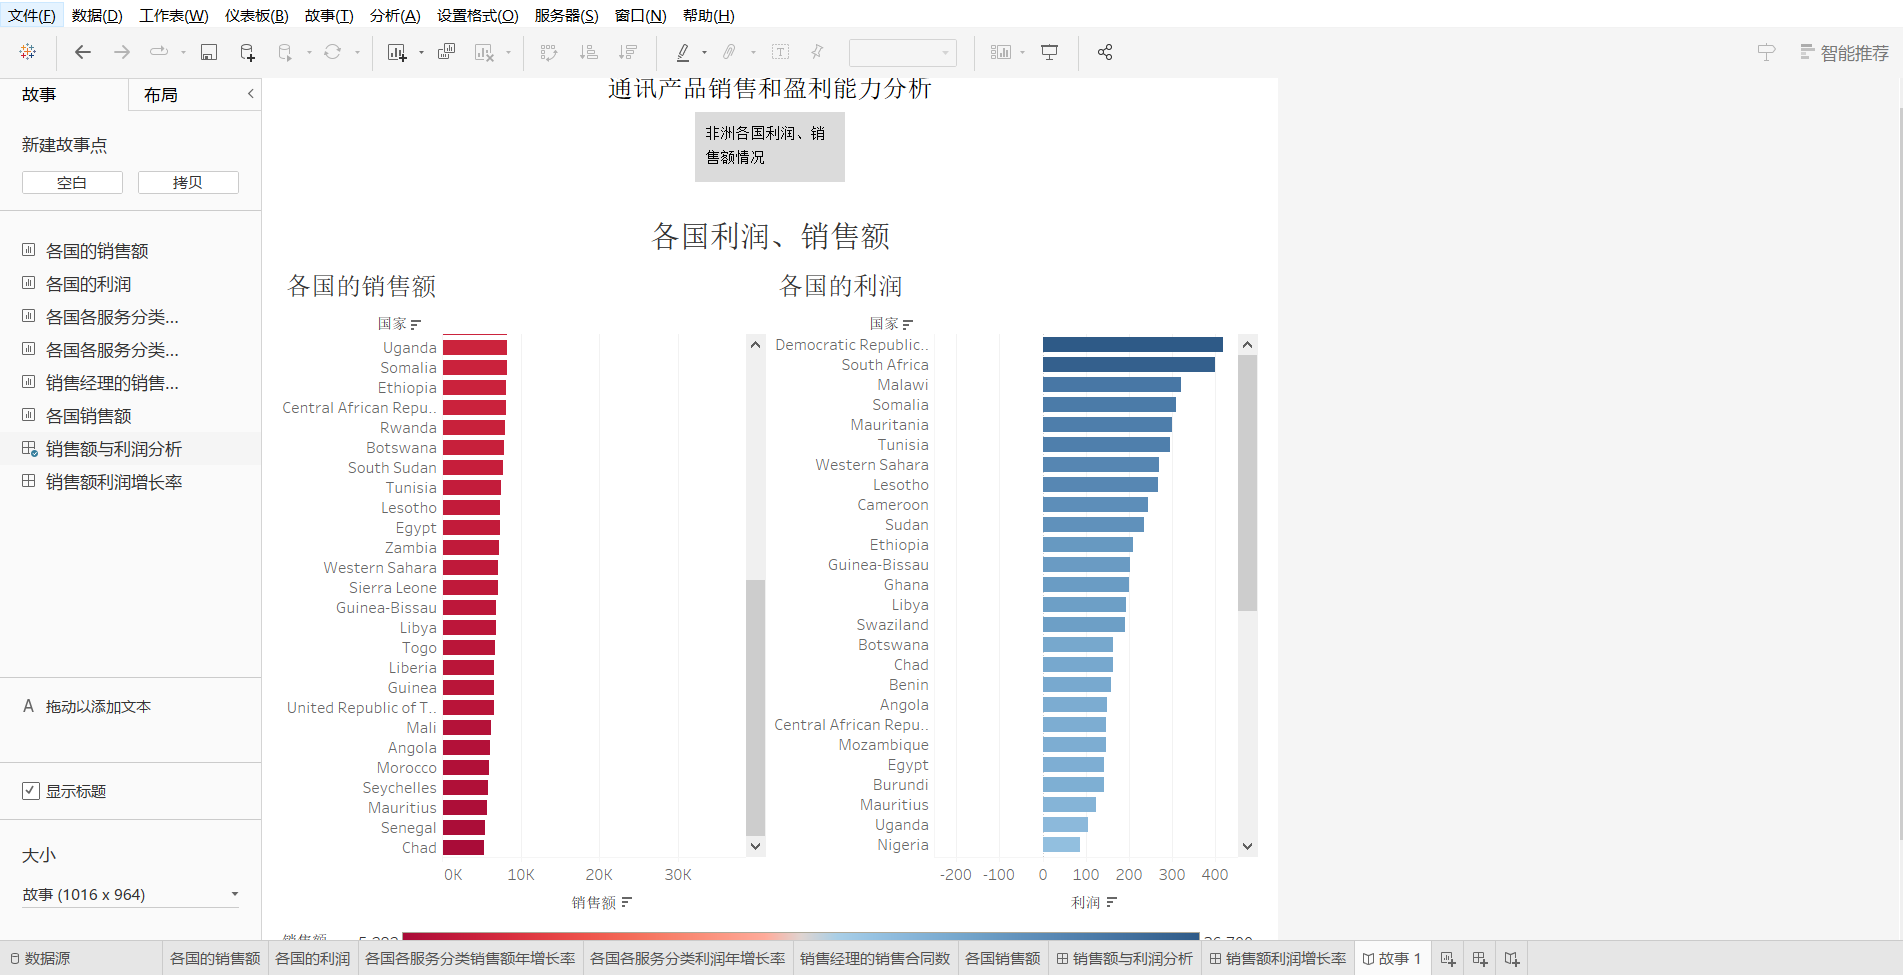 文件(F) 数据(D) 工作表(W) 仪表板(B) 故事(T) 分析(A) 设置格式(O) 服务器(S) 窗口(N) 帮助(H)
智能推荐
故事 布局
新建故事点
空白 拷贝
各国的销售额
各国的利润
各国各服务分类...
各国各服务分类...
销售经理的销售...
各国销售额
销售额与利润分析
销售额利润增长率
A 拖动以添加文本
显示标题
大小
故事 (1016 x 964)
通讯产品销售和盈利能力分析
非洲各国利润、销
售额情况
各国利润、销售额
各国的销售额
国家
Uganda
Somalia
Ethiopia
Central African Repu..
Rwanda
Botswana
South Sudan
Tunisia
Lesotho
Egypt
Zambia
Western Sahara
Sierra Leone
Guinea-Bissau
Libya
Togo
Liberia
Guinea
United Republic of T..
Mali
Angola
Morocco
Seychelles
Mauritius
Senegal
Chad
0K 10K 20K 30K
销售额
各国的利润
国家
Democratic Republic..
South Africa
Malawi
Somalia
Mauritania
Tunisia
Western Sahara
Lesotho
Cameroon
Sudan
Ethiopia
Guinea-Bissau
Ghana
Libya
Swaziland
Botswana
Chad
Benin
Angola
Central African Repu..
Mozambique
Egypt
Burundi
Mauritius
Uganda
Nigeria
-200 -100 0 100 200 300 400
利润
销售额
数据源 各国的销售额 各国的利润 各国各服务分类销售额年增长率 各国各服务分类利润年增长率 销售经理的销售合同数 各国销售额 销售额与利润分析 销售额利润增长率 故事 1